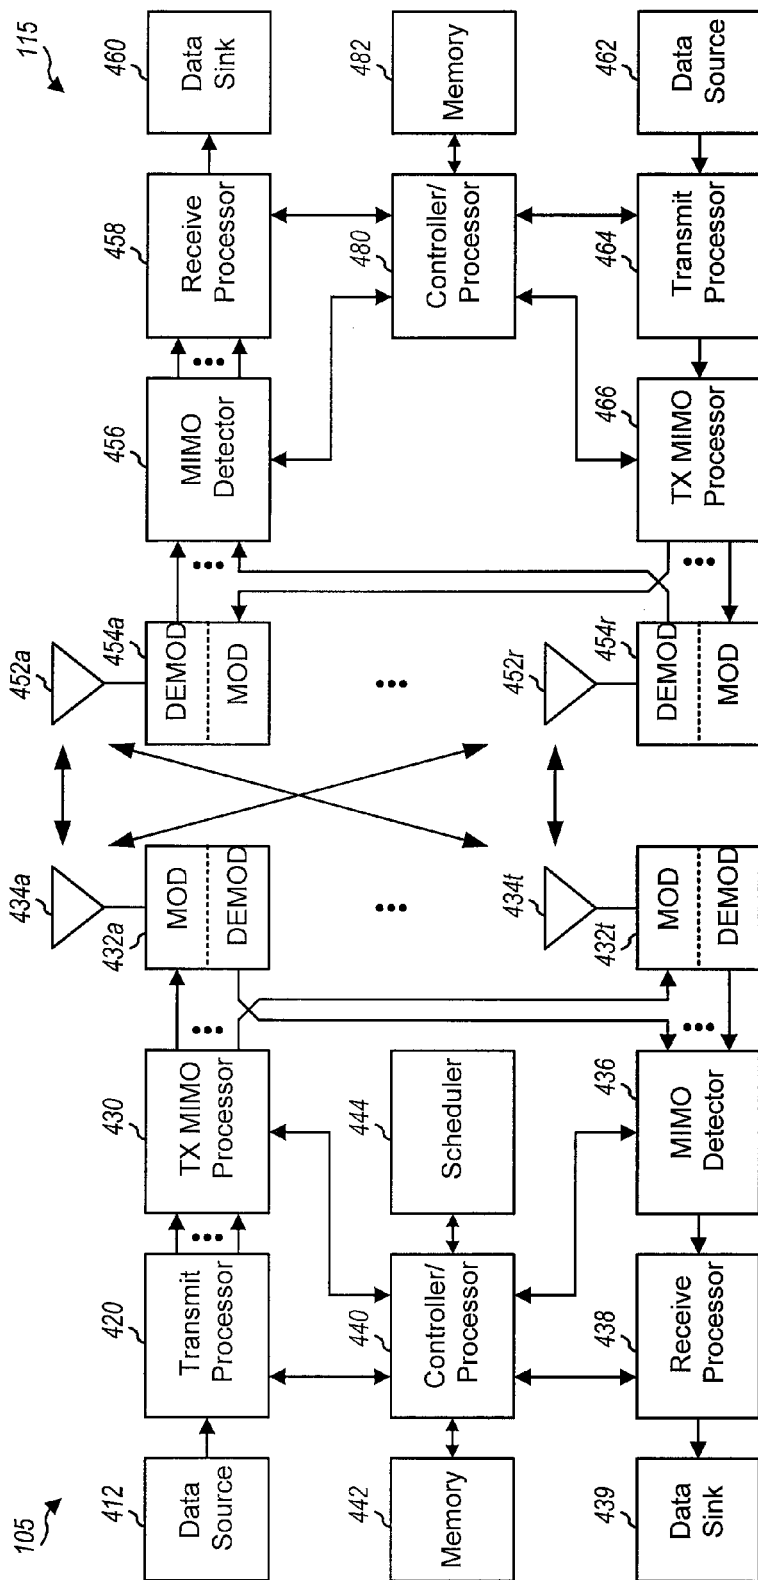 105
412
Data
Source
420
Transmit
Processor
430
TX MIMO
Processor
432a
MOD
DEMOD
434a
442
Memory
440
Controller/
Processor
444
Scheduler
439
Data
Sink
438
Receive
Processor
436
MIMO
Detector
432t
MOD
DEMOD
434t
115
452a
454a
DEMOD
MOD
456
MIMO
Detector
458
Receive
Processor
460
Data
Sink
480
Controller/
Processor
482
Memory
452r
454r
DEMOD
MOD
466
TX MIMO
Processor
464
Transmit
Processor
462
Data
Source